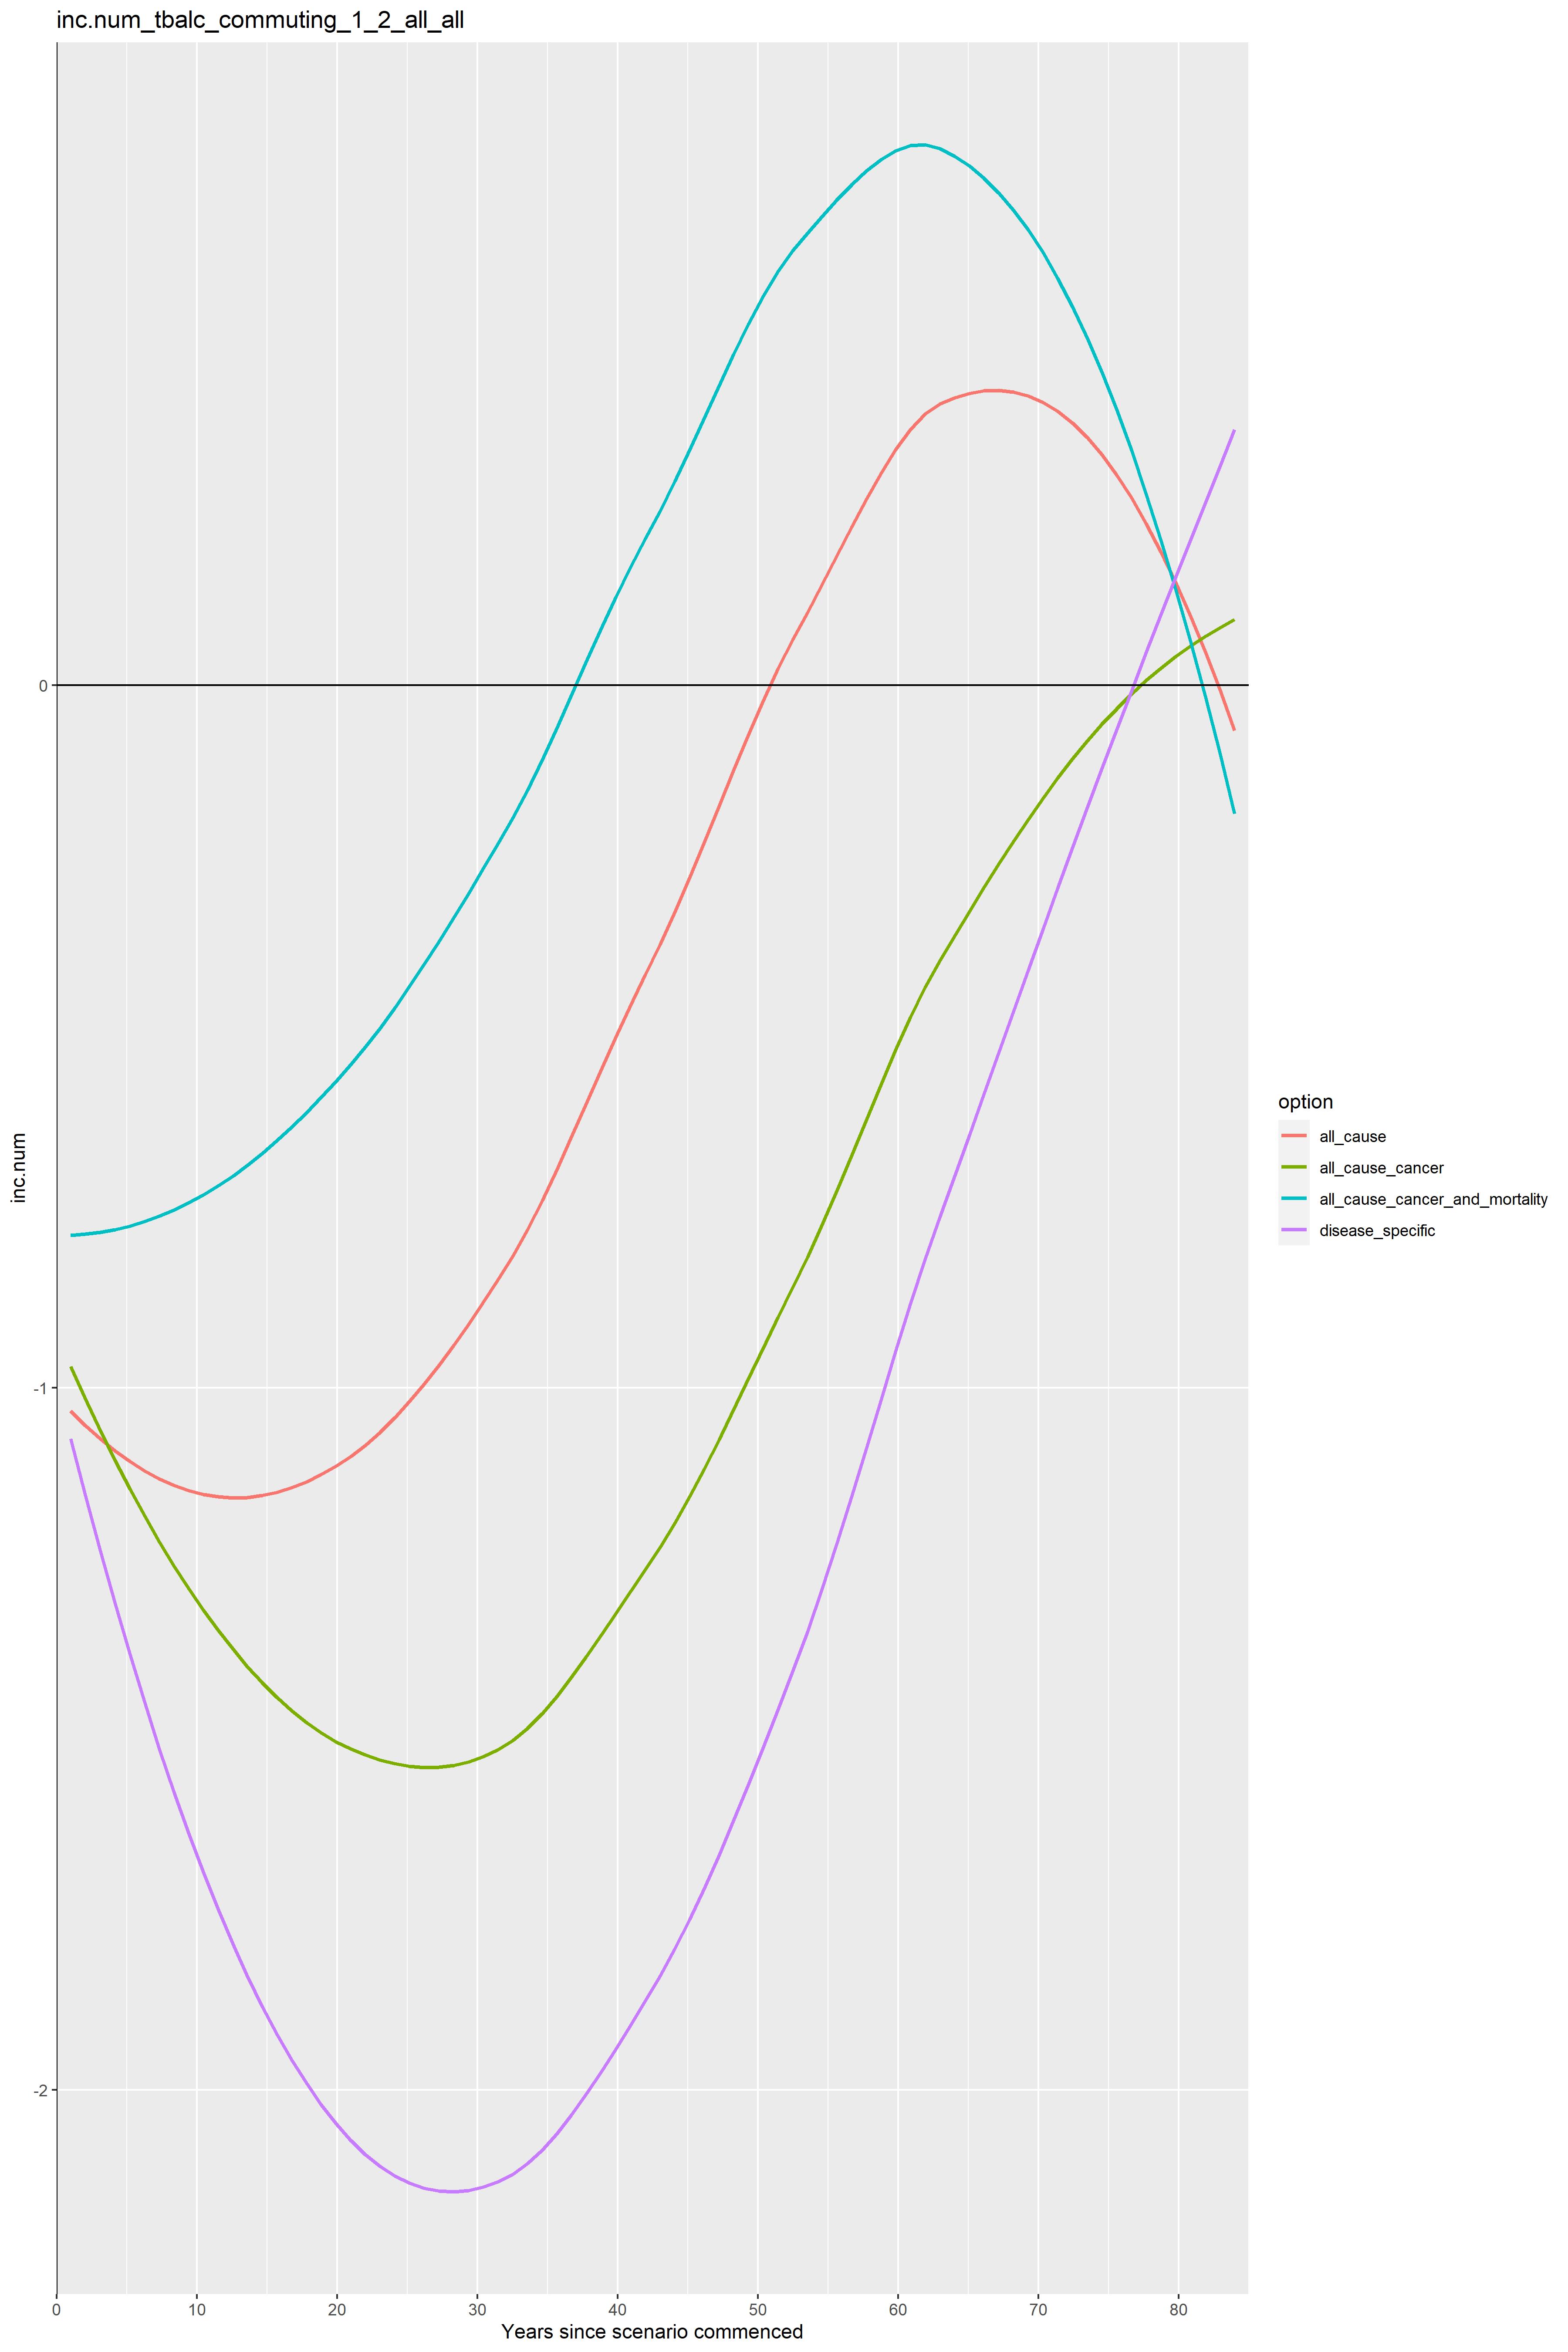 inc.num_tbalc_commuting_1_2_all_all
inc.num
0
-1
-2
0 10 20 30 40 50 60 70 80
Years since scenario commenced
option
all_cause
all_cause_cancer
all_cause_cancer_and_mortality
disease_specific